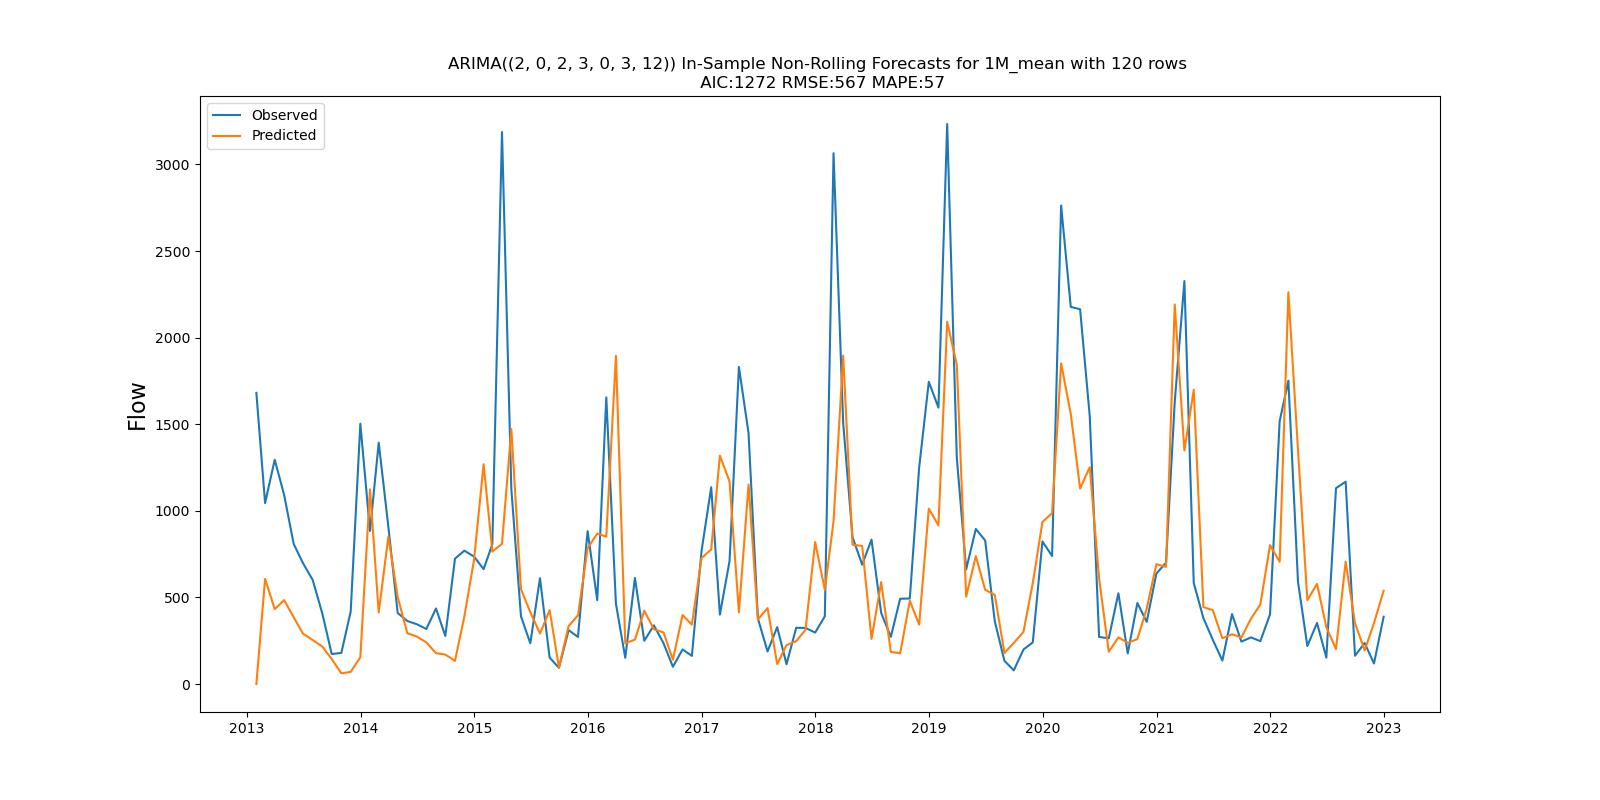 ARIMA((2, 0, 2, 3, 0, 3, 12)) In-Sample Non-Rolling Forecasts for 1M_mean with 120 rows
AIC:1272 RMSE:567 MAPE:57
Observed
Predicted
Flow
3000
2500
2000
1500
1000
500
0
2013 2014 2015 2016 2017 2018 2019 2020 2021 2022 2023